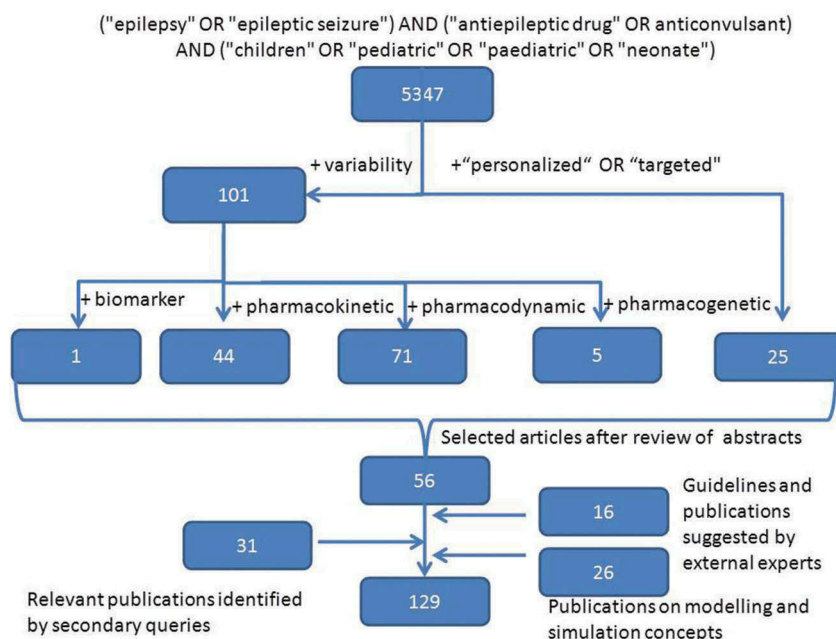 ("epilepsy" OR "epileptic seizure") AND ("antiepileptic drug" OR anticonvulsant)
AND ("children" OR "pediatric" OR "paediatric" OR "neonate")
5347
+ variability
+“personalized“ OR “targeted"
101
+ biomarker
+ pharmacokinetic
+ pharmacodynamic
+ pharmacogenetic
1
44
71
5
25
Selected articles after review of abstracts
56
16
Guidelines and
publications
suggested by
external experts
31
26
Relevant publications identified
by secondary queries
129
Publications on modelling and
simulation concepts